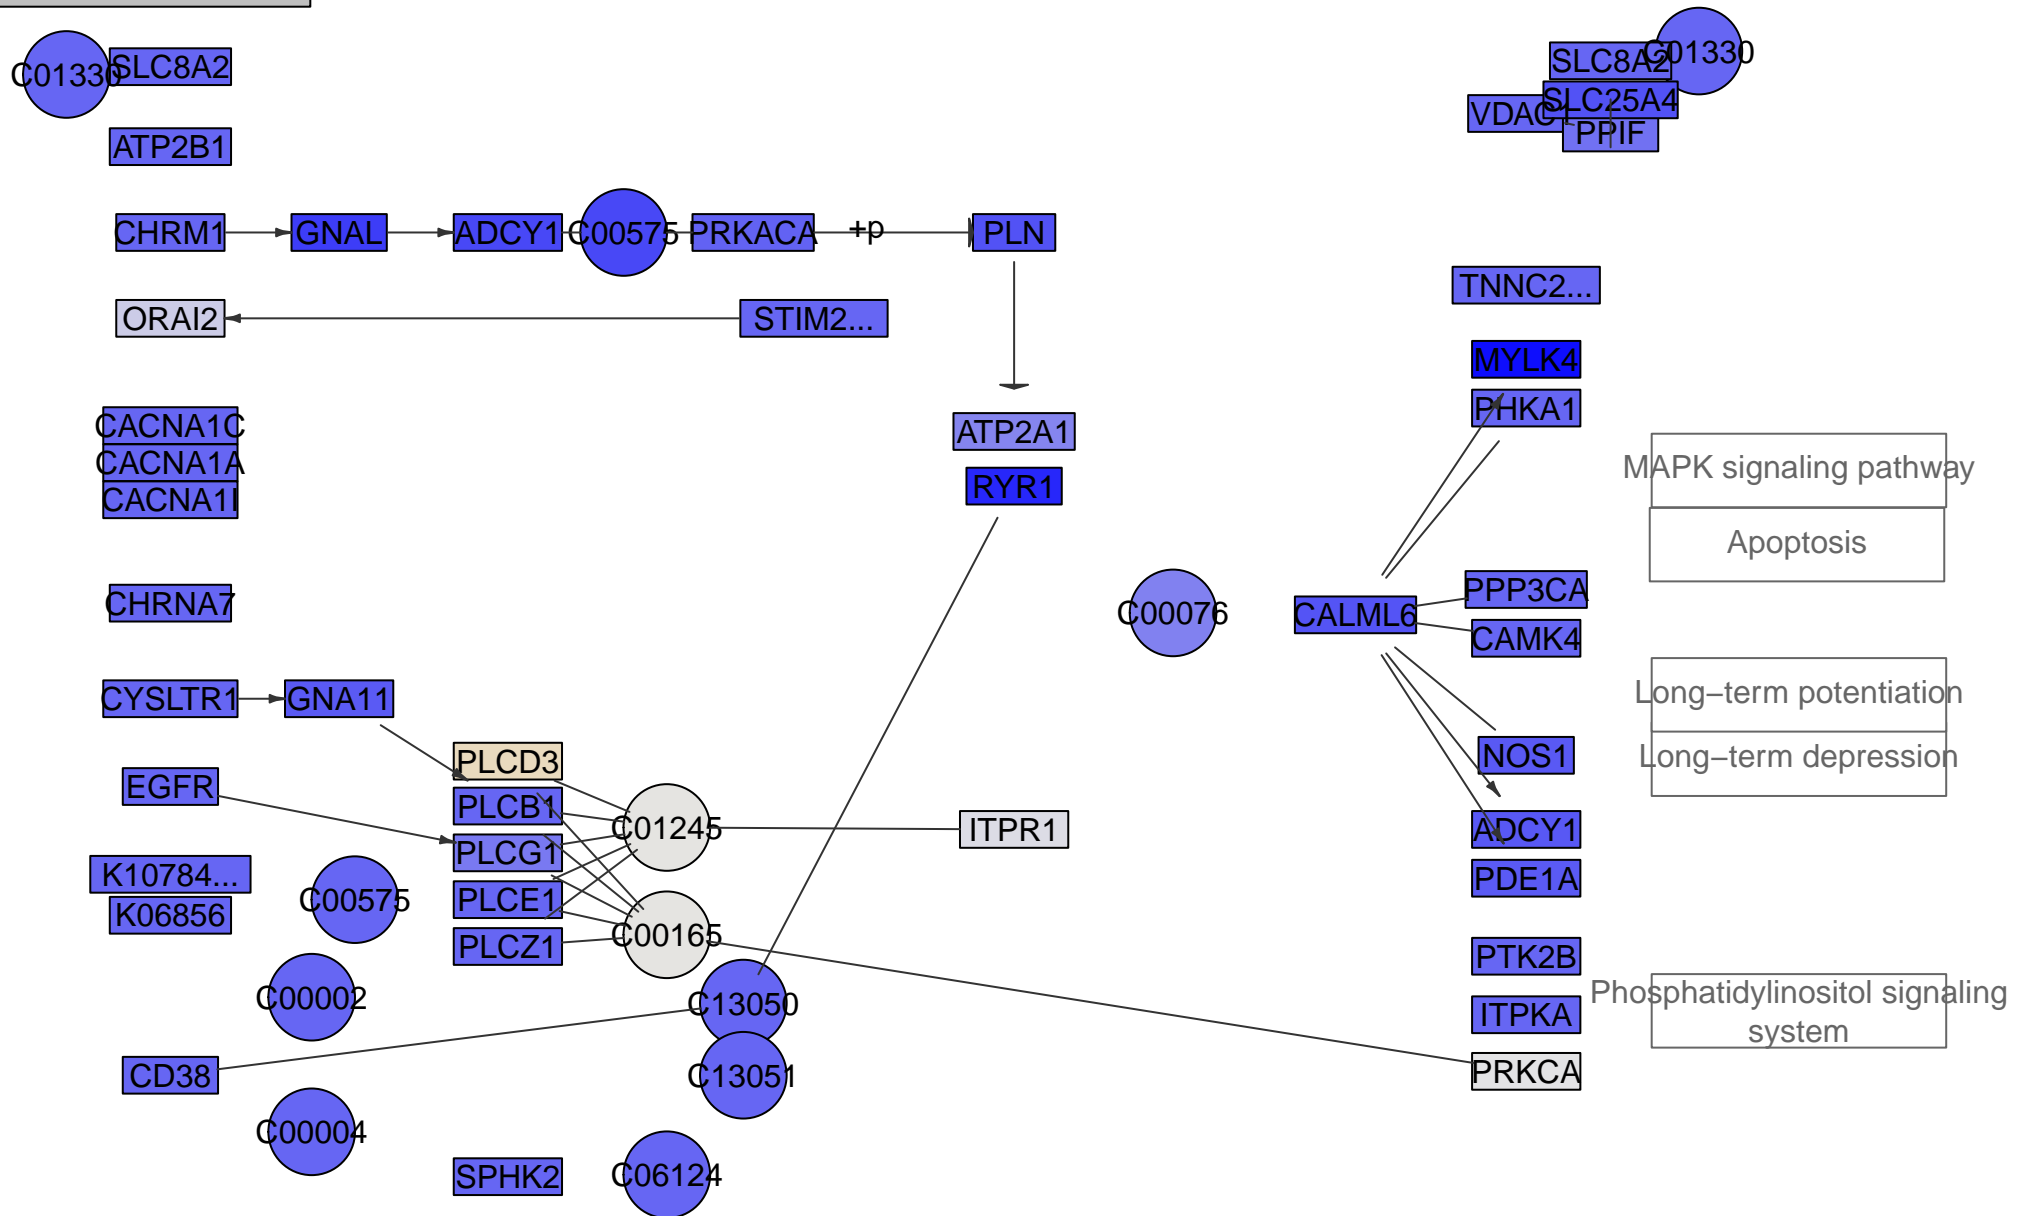 C01330
SLC8A2
SLC8A2
C01330
SLC25A4
VDAC1
PPIF
ATP2B1
CHRM1
GNAL
ADCY1
C00575
PRKACA
+p
PLN
TNNC2...
ORAI2
STIM2...
MYLK4
PHKA1
CACNA1C
CACNA1A
CACNA1I
ATP2A1
RYR1
MAPK signaling pathway
Apoptosis
CHRNA7
C00076
CALML6
PPP3CA
CAMK4
CYSLTR1
GNA11
Long−term potentiation
Long−term depression
NOS1
PLCD3
EGFR
PLCB1
C01245
ITPR1
ADCY1
PLCG1
K10784...
PDE1A
C00575
PLCE1
K06856
C00165
PLCZ1
PTK2B
C00002
C13050
Phosphatidylinositol signaling
system
ITPKA
CD38
C13051
PRKCA
C00004
SPHK2
C06124